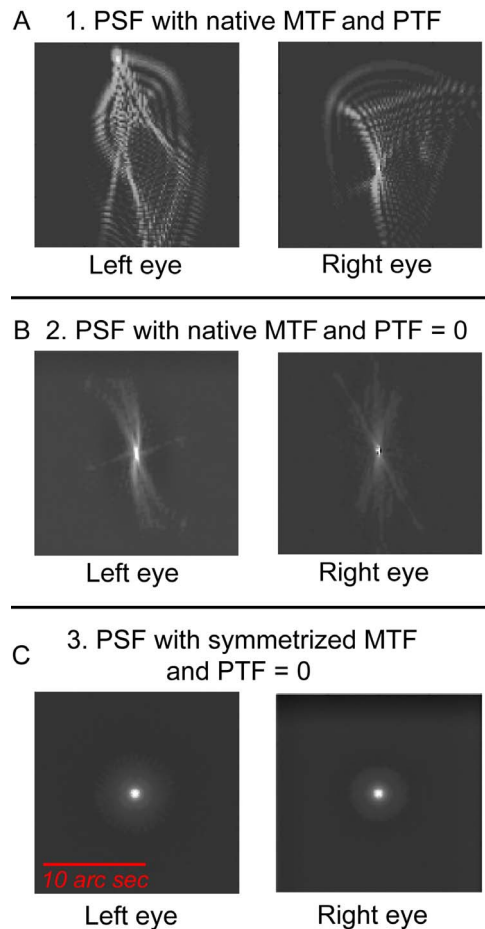 A 1. PSF with native MTF and PTF
Left eye Right eye
B 2. PSF with native MTF and PTF = 0
Left eye Right eye
C 3. PSF with symmetrized MTF
and PTF = 0
10 arc sec
Left eye Right eye